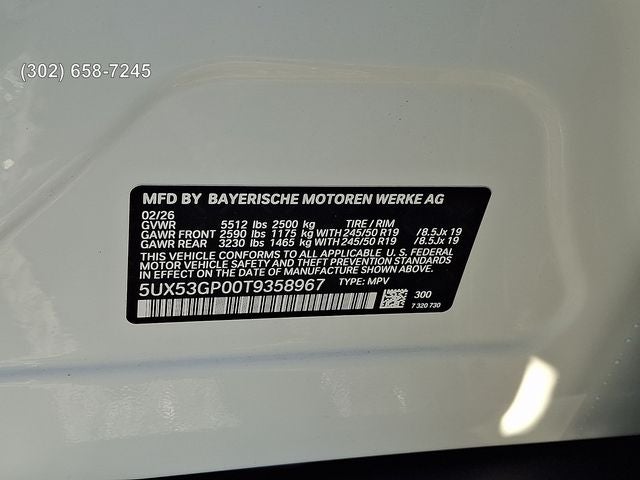 (302) 658-7245
MFD BY BAYERISCHE MOTOREN WERKE AG
02/26
GVWR 5512 lbs 2500 kg TIRE / RIM
GAWR FRONT 2590 lbs 1175 kg WITH 245/50 R19 /8.5Jx 19
GAWR REAR 3230 lbs 1465 kg WITH 245/50 R19 /8.5Jx 19
THIS VEHICLE CONFORMS TO ALL APPLICABLE U. S. FEDERAL
MOTOR VEHICLE SAFETY AND THEFT PREVENTION STANDARDS
IN EFFECT ON THE DATE OF MANUFACTURE SHOWN ABOVE.
5UX53GP00T9358967 TYPE: MPV
300
7 320 730